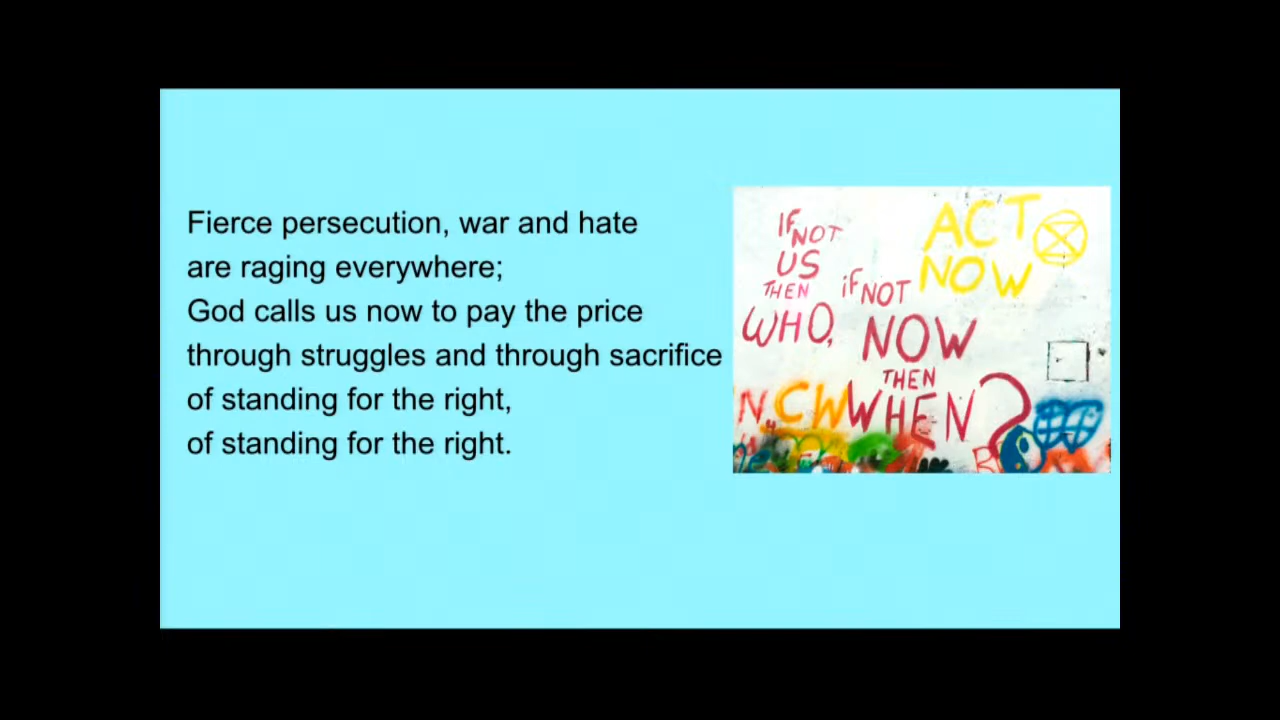 Fierce persecution, war and hate
are raging everywhere;
God calls us now to pay the price
through struggles and through sacrifice
of standing for the right,
of standing for the right.
IF
NOT
US
THEN
WHO,
iF NOT
NOW
THEN
WHEN?
ACT
NOW